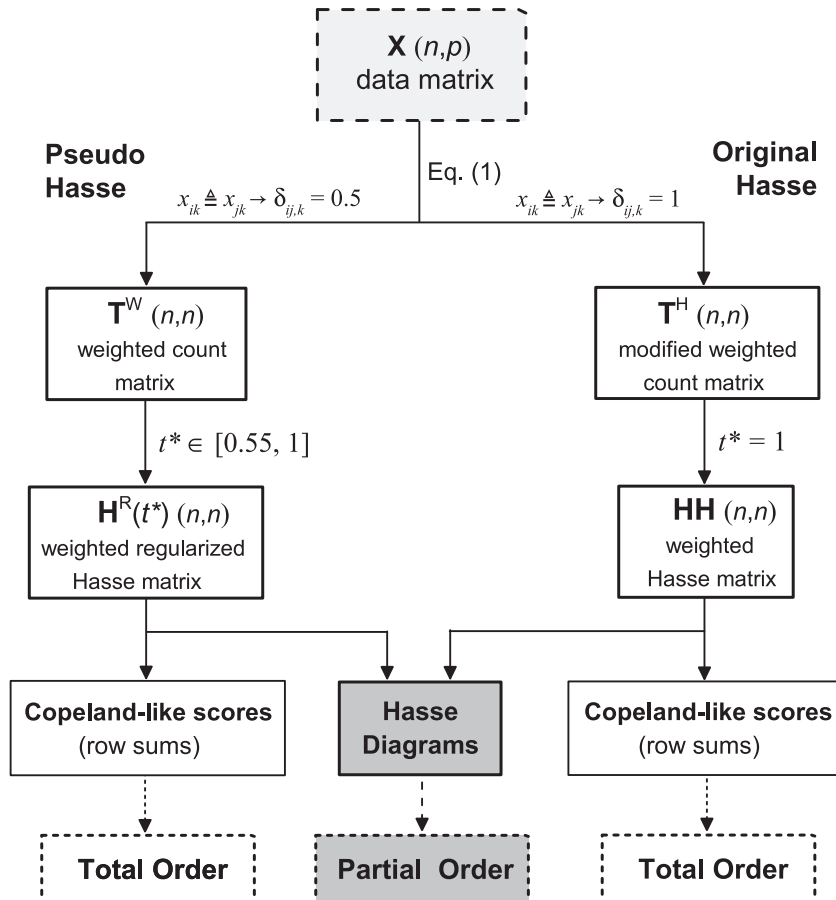 X (n,p)
data matrix
Pseudo
Hasse
Original
Hasse
Eq. (1)
x_ik ≜ x_jk → δ_ij,k = 0.5
x_ik ≜ x_jk → δ_ij,k = 1
T^W (n,n)
weighted count
matrix
T^H (n,n)
modified weighted
count matrix
t* ∈ [0.55, 1]
t* = 1
H^R(t*) (n,n)
weighted regularized
Hasse matrix
HH (n,n)
weighted
Hasse matrix
Copeland-like scores
(row sums)
Hasse
Diagrams
Copeland-like scores
(row sums)
Total Order
Partial Order
Total Order